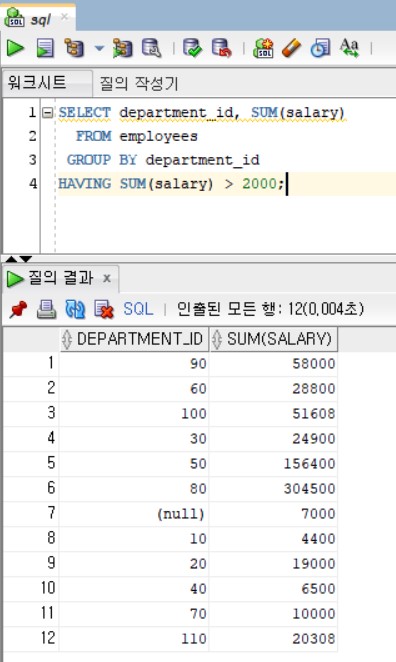 sql
워크시트 질의 작성기
1 SELECT department_id, SUM(salary)
2 FROM employees
3 GROUP BY department_id
4 HAVING SUM(salary) > 2000;
질의 결과 x
SQL | 인출된 모든 행: 12(0,004초)
DEPARTMENT_ID SUM(SALARY)
1 90 58000
2 60 28800
3 100 51608
4 30 24900
5 50 156400
6 80 304500
7 (null) 7000
8 10 4400
9 20 19000
10 40 6500
11 70 10000
12 110 20308